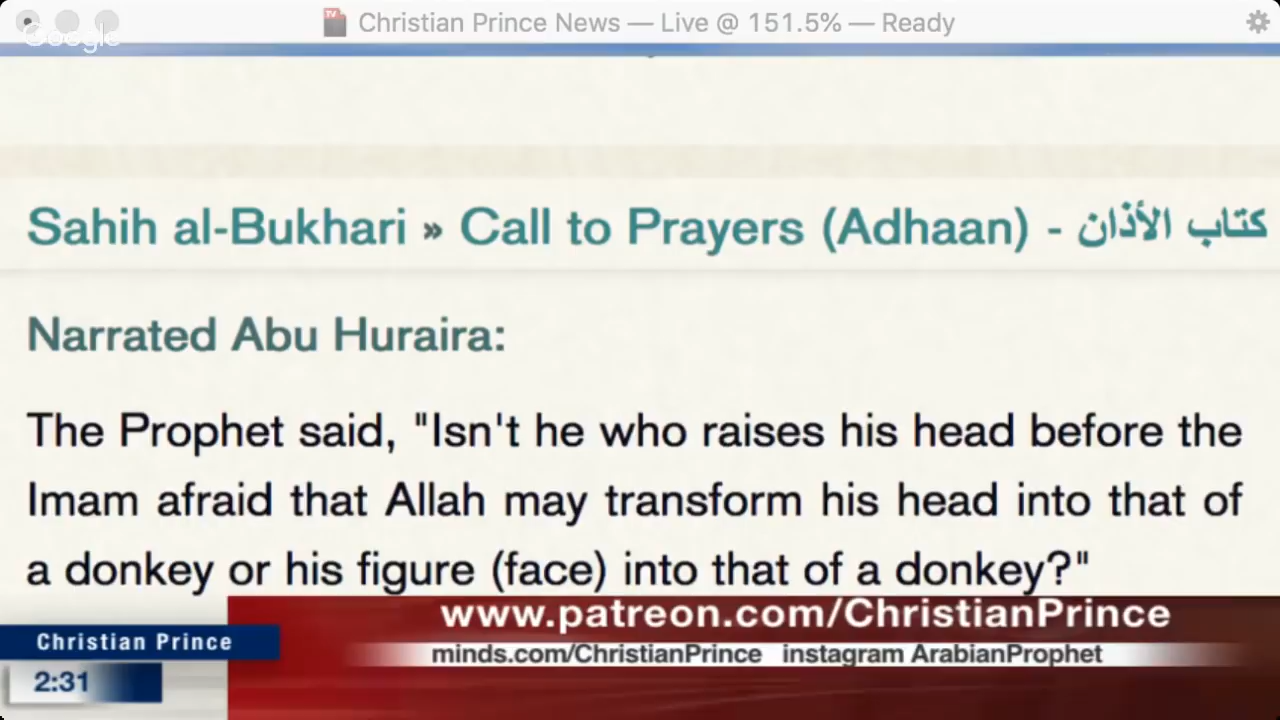 Christian Prince News — Live @ 151.5% — Ready
Google
Sahih al-Bukhari » Call to Prayers (Adhaan) - كتاب الأذان
Narrated Abu Huraira:
The Prophet said, "Isn't he who raises his head before the
Imam afraid that Allah may transform his head into that of
a donkey or his figure (face) into that of a donkey?"
www.patreon.com/ChristianPrince
Christian Prince
minds.com/ChristianPrince instagram ArabianProphet
2:31